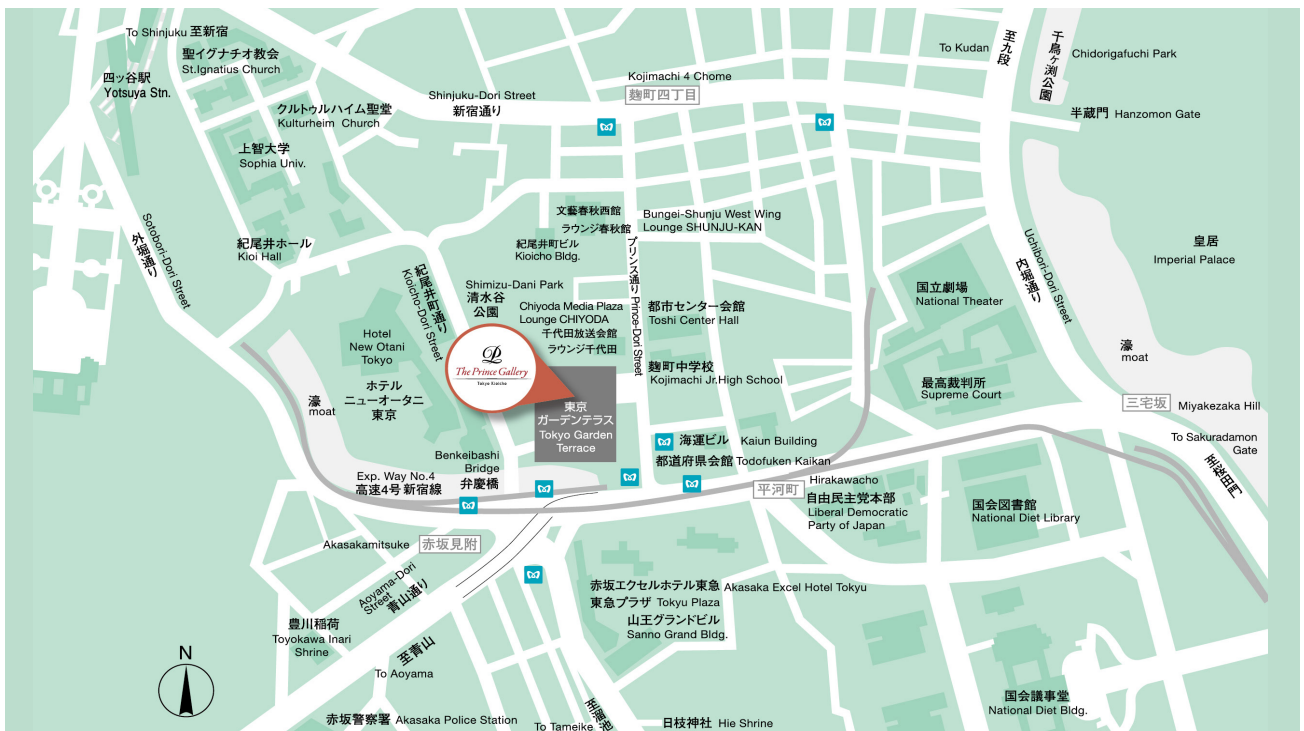 To Shinjuku 至新宿
聖イグナチオ教会
St.Ignatius Church
四ッ谷駅
Yotsuya Stn.
クルトゥルハイム聖堂
Kulturheim Church
上智大学
Sophia Univ.
Shinjuku-Dori Street
新宿通り
Kojimachi 4 Chome
麹町四丁目
To Kudan
至九段
千鳥ヶ渕公園
Chidorigafuchi Park
半蔵門 Hanzomon Gate
Sotobori-Dori Street
外堀通り
紀尾井ホール
Kioi Hall
文藝春秋西館
ラウンジ春秋館
Bungei-Shunju West Wing
Lounge SHUNJU-KAN
紀尾井町ビル
Kioicho Bldg.
プリンス通り Prince-Dori Street
紀尾井町通り
Kioicho-Dori Street
Shimizu-Dani Park
清水谷
公園
Chiyoda Media Plaza
Lounge CHIYODA
千代田放送会館
ラウンジ千代田
都市センター会館
Toshi Center Hall
麹町中学校
Kojimachi Jr.High School
国立劇場
National Theater
Uchibori-Dori Street
内堀通り
皇居
Imperial Palace
濠
moat
Hotel
New Otani
Tokyo
ホテル
ニューオータニ
東京
濠
moat
P
The Prince Gallery
Tokyo Kioicho
東京
ガーデンテラス
Tokyo Garden
Terrace
最高裁判所
Supreme Court
三宅坂 Miyakezaka Hill
To Sakuradamon
Gate
至桜田門
海運ビル Kaiun Building
都道府県会館 Todofuken Kaikan
Benkeibashi
Bridge
弁慶橋
Exp. Way No.4
高速4号新宿線
平河町
Hirakawacho
自由民主党本部
Liberal Democratic
Party of Japan
国会図書館
National Diet Library
Akasakamitsuke 赤坂見附
Aoyama-Dori
Street
青山通り
赤坂エクセルホテル東急 Akasaka Excel Hotel Tokyu
東急プラザ Tokyu Plaza
山王グランドビル
Sanno Grand Bldg.
豊川稲荷
Toyokawa Inari
Shrine
至青山
To Aoyama
N
国会議事堂
National Diet Bldg.
赤坂警察署 Akasaka Police Station
To Tameike
至溜池
日枝神社 Hie Shrine